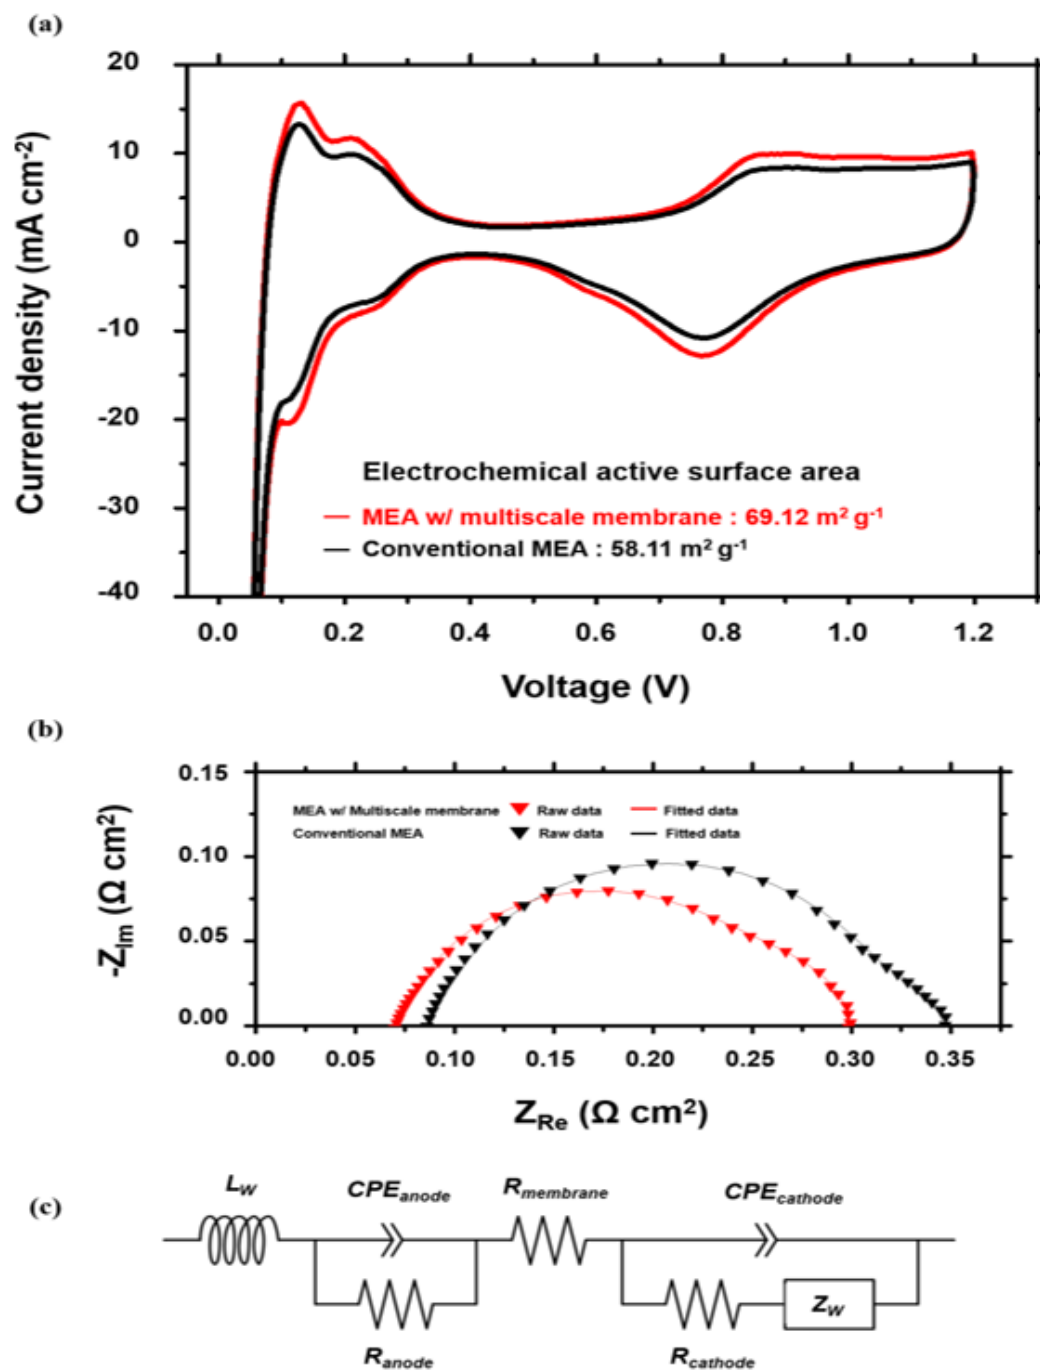 (a)
20
10
0
-10
-20
-30
-40
Current density (mA cm-2)
Electrochemical active surface area
MEA w/ multiscale membrane : 69.12 m2 g-1
Conventional MEA : 58.11 m2 g-1
0.0 0.2 0.4 0.6 0.8 1.0 1.2
Voltage (V)
(b)
0.15
0.10
0.05
0.00
-ZIm (Ω cm2)
MEA w/ Multiscale membrane Raw data Fitted data
Conventional MEA Raw data Fitted data
0.00 0.05 0.10 0.15 0.20 0.25 0.30 0.35
ZRe (Ω cm2)
(c)
LW CPEanode Rmembrane CPEcathode
ZW
Ranode Rcathode